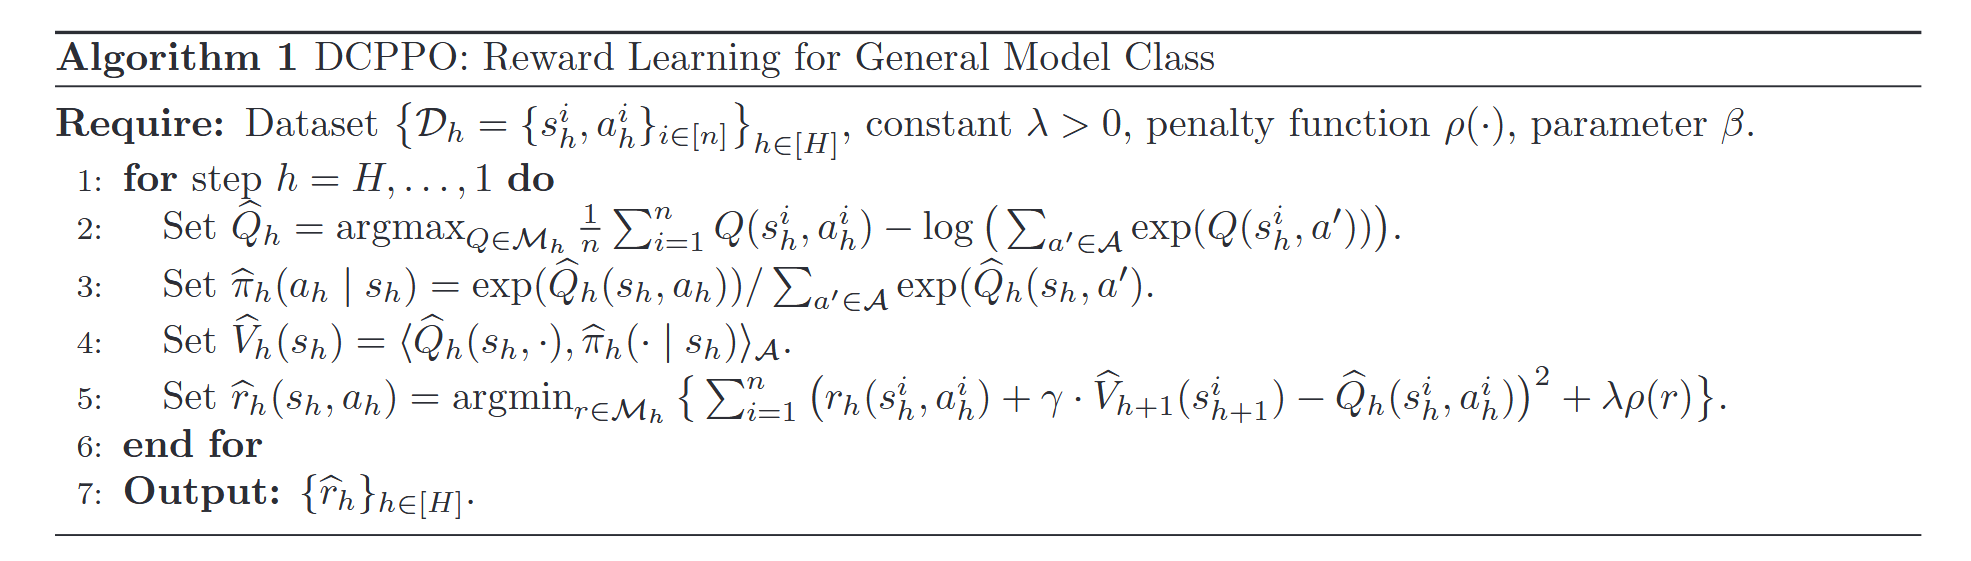 Algorithm 1 DCPPO: Reward Learning for General Model Class
Require: Dataset $\{\mathcal{D}_h = \{s_h^i, a_h^i\}_{i\in[n]}\}_{h\in[H]}$, constant $\lambda > 0$, penalty function $\rho(\cdot)$, parameter $\beta$.
1: for step $h = H, \ldots, 1$ do
2: Set $\widehat{Q}_h = \mathrm{argmax}_{Q\in\mathcal{M}_h} \frac{1}{n} \sum_{i=1}^n Q(s_h^i, a_h^i) - \log\big(\sum_{a'\in\mathcal{A}} \exp(Q(s_h^i, a'))\big)$.
3: Set $\widehat{\pi}_h(a_h \mid s_h) = \exp(\widehat{Q}_h(s_h, a_h)) / \sum_{a'\in\mathcal{A}} \exp(\widehat{Q}_h(s_h, a')$.
4: Set $\widehat{V}_h(s_h) = \langle \widehat{Q}_h(s_h, \cdot), \widehat{\pi}_h(\cdot \mid s_h) \rangle_{\mathcal{A}}$.
5: Set $\widehat{r}_h(s_h, a_h) = \mathrm{argmin}_{r\in\mathcal{M}_h} \big\{ \sum_{i=1}^n \big(r_h(s_h^i, a_h^i) + \gamma \cdot \widehat{V}_{h+1}(s_{h+1}^i) - \widehat{Q}_h(s_h^i, a_h^i)\big)^2 + \lambda\rho(r) \big\}$.
6: end for
7: Output: $\{\widehat{r}_h\}_{h\in[H]}$.